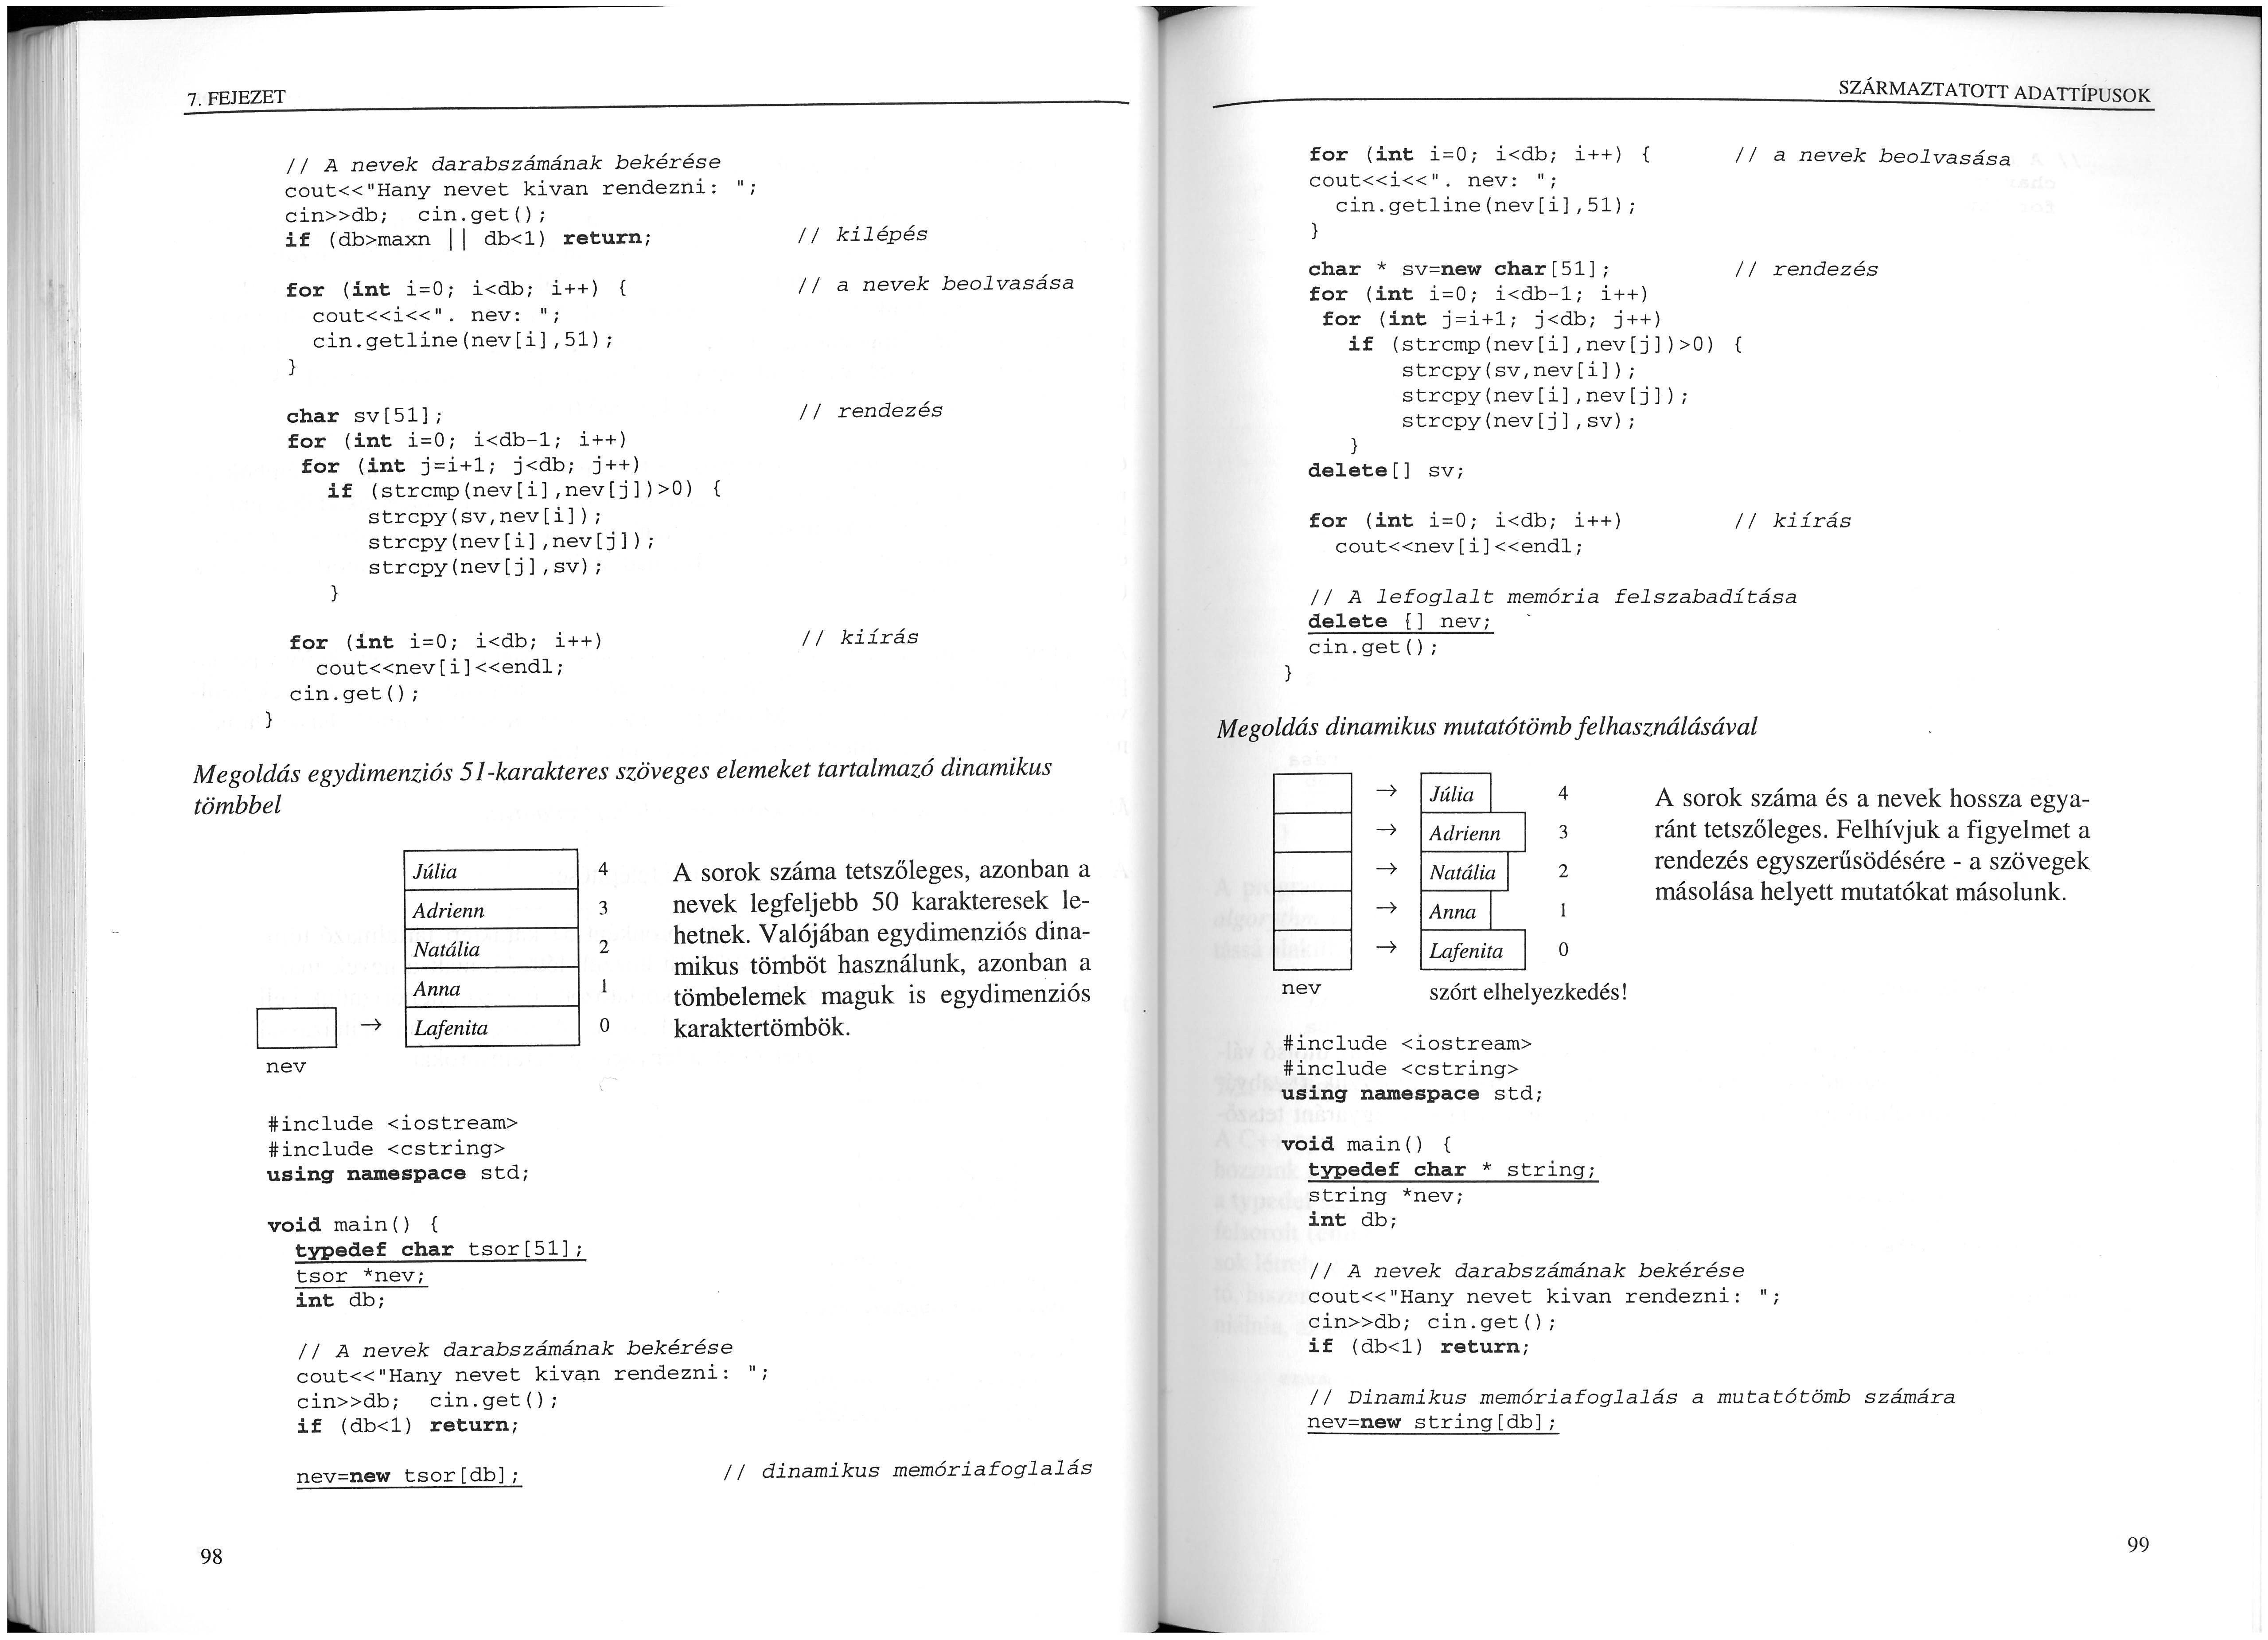 7. FEJEZET
// A nevek darabszámának bekérése
cout<<"Hany nevet kivan rendezni: ";
cin>>db;  cin.get();
if (db>maxn || db<1) return;          // kilépés
for (int i=0; i<db; i++) {            // a nevek beolvasása
cout<<i<<". nev: ";
cin.getline(nev[i],51);
}
char sv[51];                          // rendezés
for (int i=0; i<db-1; i++)
for (int j=i+1; j<db; j++)
if (strcmp(nev[i],nev[j])>0) {
strcpy(sv,nev[i]);
strcpy(nev[i],nev[j]);
strcpy(nev[j],sv);
}
for (int i=0; i<db; i++)              // kiírás
cout<<nev[i]<<endl;
cin.get();
}
Megoldás egydimenziós 51-karakteres szöveges elemeket tartalmazó dinamikus
tömbbel
Júlia 4
Adrienn 3
Natália 2
Anna 1
→ Lafenita 0
nev
A sorok száma tetszőleges, azonban a
nevek legfeljebb 50 karakteresek le-
hetnek. Valójában egydimenziós dina-
mikus tömböt használunk, azonban a
tömbelemek maguk is egydimenziós
karaktertömbök.
#include <iostream>
#include <cstring>
using namespace std;
void main() {
typedef char tsor[51];
tsor *nev;
int db;
// A nevek darabszámának bekérése
cout<<"Hany nevet kivan rendezni: ";
cin>>db;  cin.get();
if (db<1) return;
nev=new tsor[db];               // dinamikus memóriafoglalás
98
SZÁRMAZTATOTT ADATTÍPUSOK
for (int i=0; i<db; i++) {      // a nevek beolvasása
cout<<i<<". nev: ";
cin.getline(nev[i],51);
}
char * sv=new char[51];         // rendezés
for (int i=0; i<db-1; i++)
for (int j=i+1; j<db; j++)
if (strcmp(nev[i],nev[j])>0) {
strcpy(sv,nev[i]);
strcpy(nev[i],nev[j]);
strcpy(nev[j],sv);
}
delete[] sv;
for (int i=0; i<db; i++)        // kiírás
cout<<nev[i]<<endl;
// A lefoglalt memória felszabadítása
delete [] nev;
cin.get();
}
Megoldás dinamikus mutatótömb felhasználásával
→ Júlia 4
→ Adrienn 3
→ Natália 2
→ Anna 1
→ Lafenita 0
nev szórt elhelyezkedés!
A sorok száma és a nevek hossza egya-
ránt tetszőleges. Felhívjuk a figyelmet a
rendezés egyszerűsödésére - a szövegek
másolása helyett mutatókat másolunk.
#include <iostream>
#include <cstring>
using namespace std;
void main() {
typedef char * string;
string *nev;
int db;
// A nevek darabszámának bekérése
cout<<"Hany nevet kivan rendezni: ";
cin>>db; cin.get();
if (db<1) return;
// Dinamikus memóriafoglalás a mutatótömb számára
nev=new string[db];
99